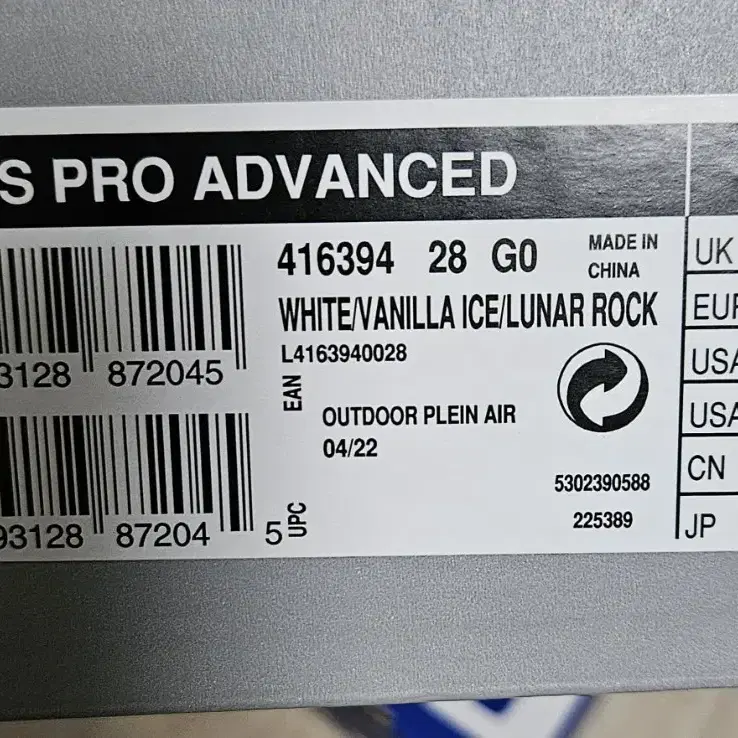 S PRO ADVANCED
416394 28 G0
MADE IN
CHINA
WHITE/VANILLA ICE/LUNAR ROCK
L4163940028
3128 872045
EAN
OUTDOOR PLEIN AIR
04/22
5302390588
225389
93128 87204 5
UPC
UK
EUR
USA
USA
CN
JP